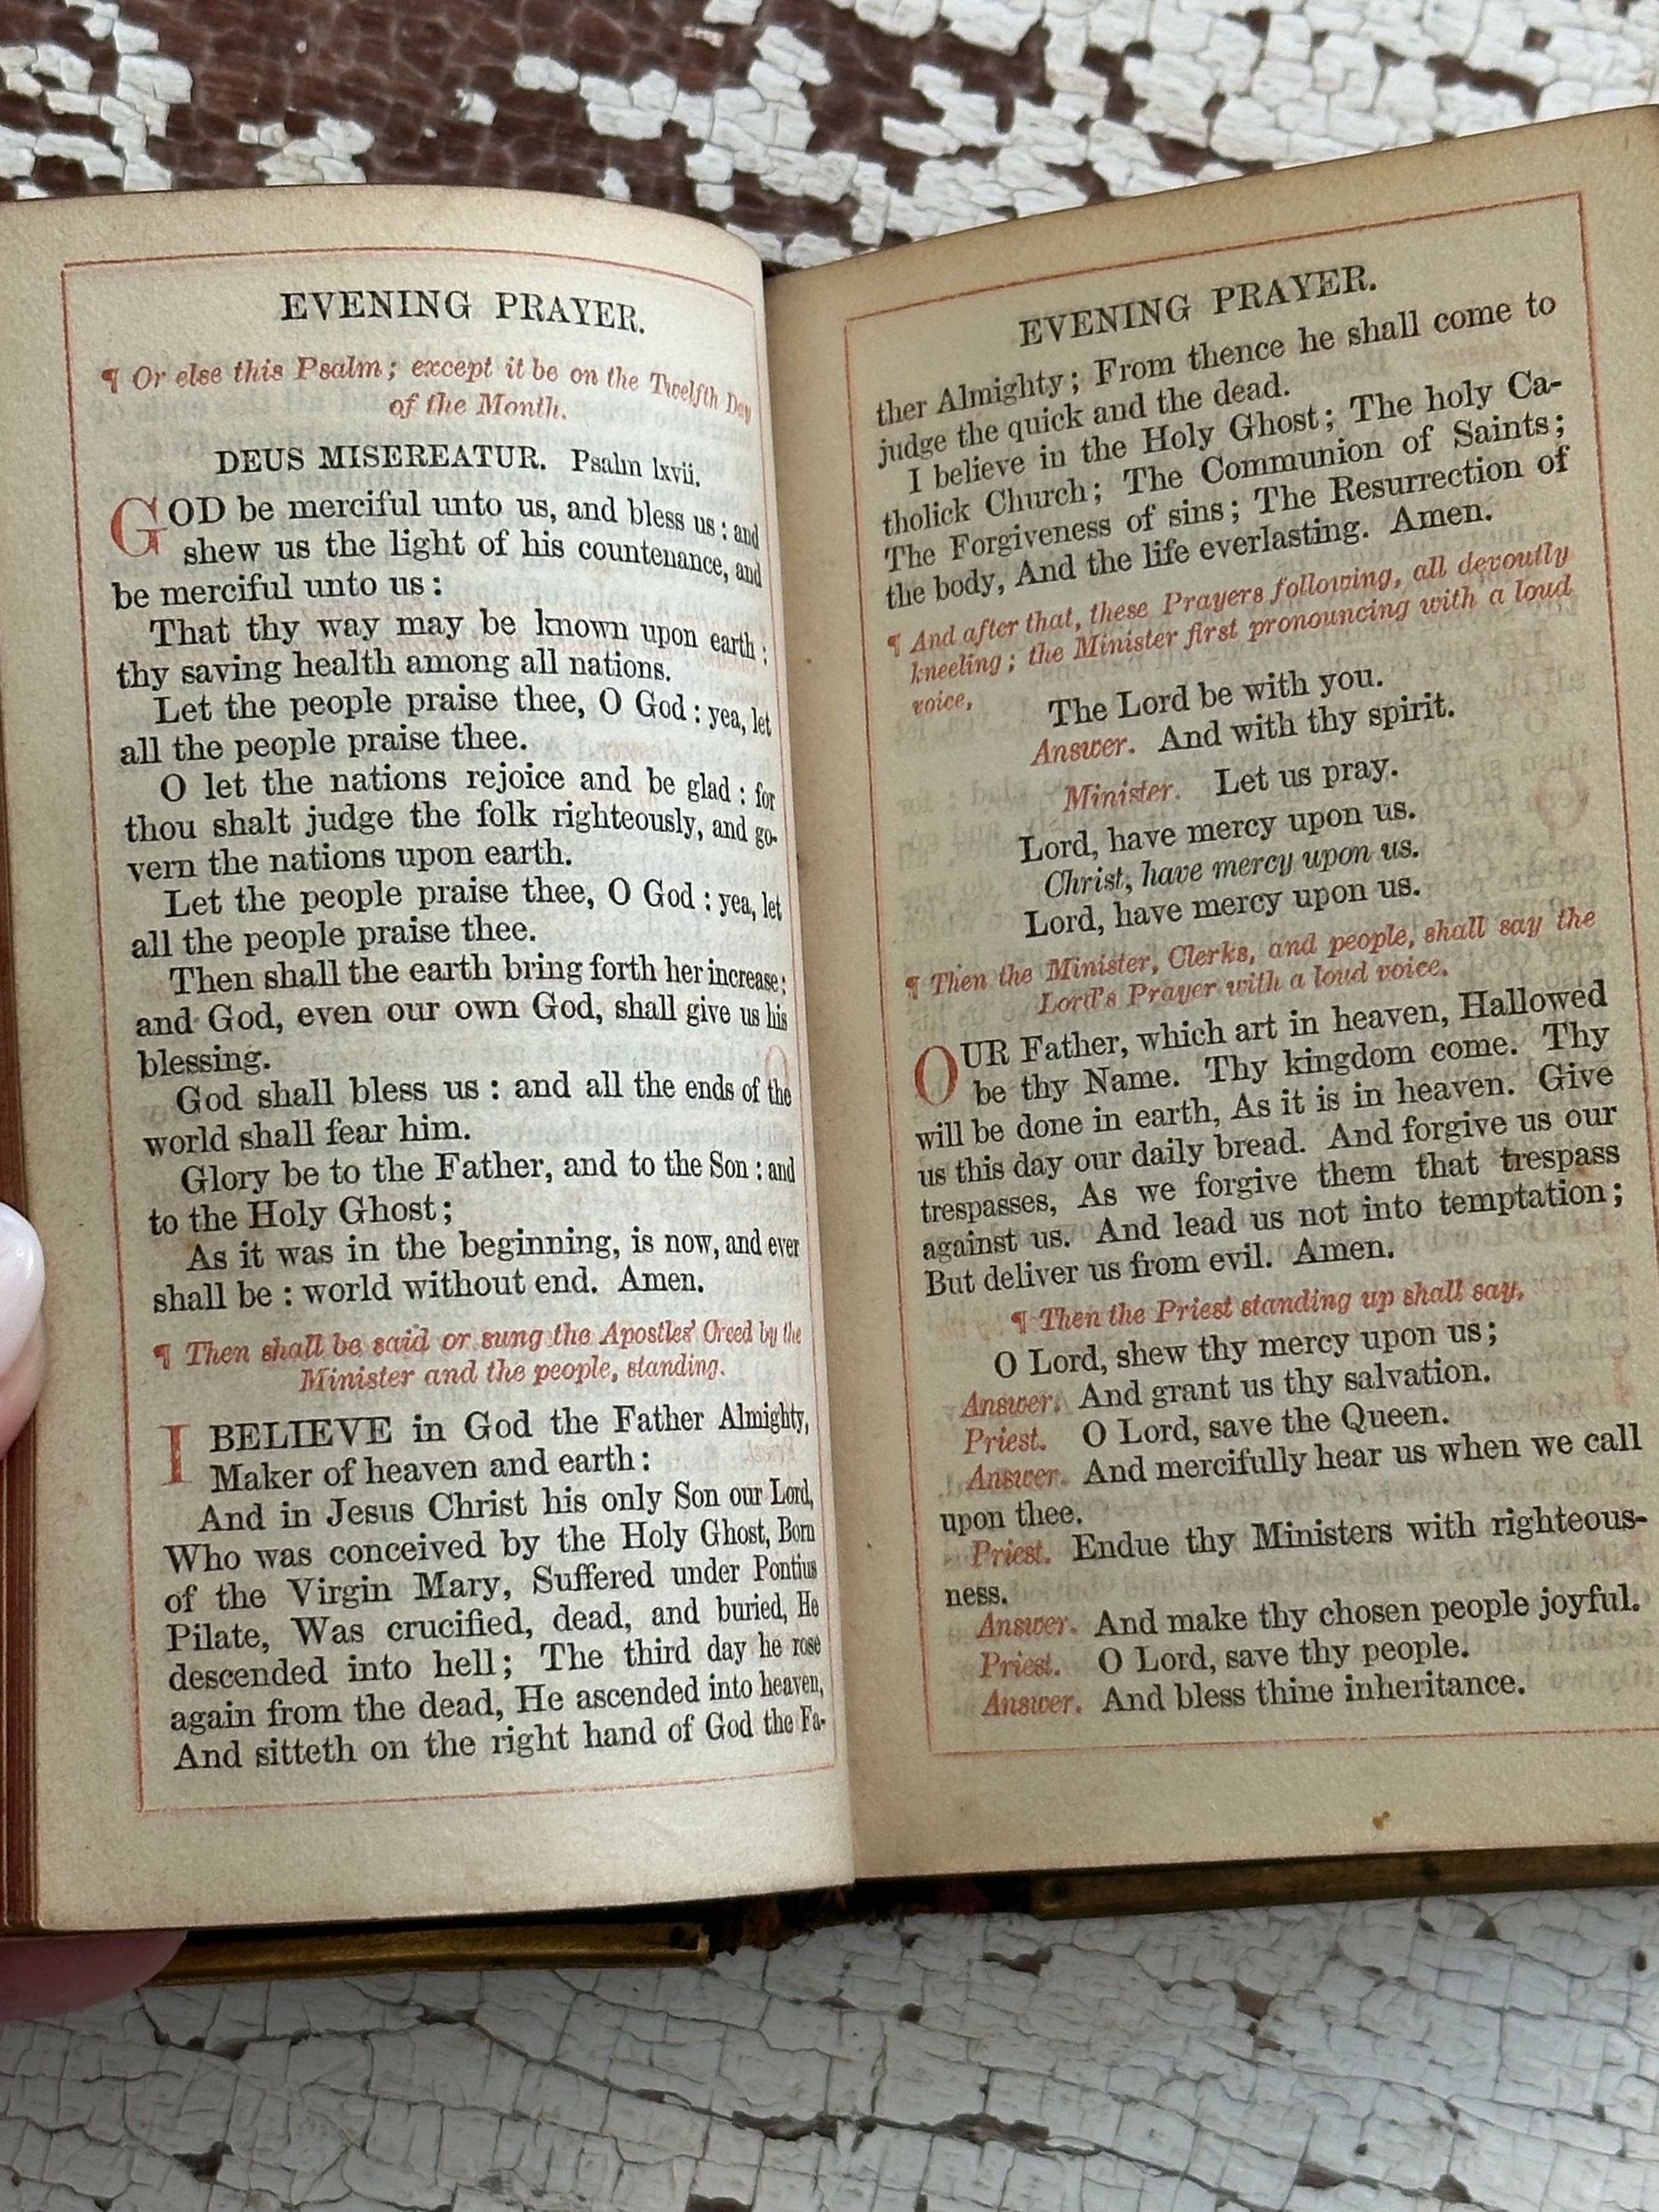 EVENING PRAYER.
¶ Or else this Psalm; except it be on the Twelfth Day
of the Month.
DEUS MISEREATUR. Psalm lxvii.
GOD be merciful unto us, and bless us : and
shew us the light of his countenance, and
be merciful unto us :
That thy way may be known upon earth :
thy saving health among all nations.
Let the people praise thee, O God : yea, let
all the people praise thee.
O let the nations rejoice and be glad : for
thou shalt judge the folk righteously, and go-
vern the nations upon earth.
Let the people praise thee, O God : yea, let
all the people praise thee.
Then shall the earth bring forth her increase :
and God, even our own God, shall give us his
blessing.
God shall bless us : and all the ends of the
world shall fear him.
Glory be to the Father, and to the Son : and
to the Holy Ghost;
As it was in the beginning, is now, and ever
shall be : world without end. Amen.
¶ Then shall be said or sung the Apostles' Creed by the
Minister and the people, standing.
I BELIEVE in God the Father Almighty,
Maker of heaven and earth :
And in Jesus Christ his only Son our Lord,
Who was conceived by the Holy Ghost, Born
of the Virgin Mary, Suffered under Pontius
Pilate, Was crucified, dead, and buried, He
descended into hell; The third day he rose
again from the dead, He ascended into heaven,
And sitteth on the right hand of God the Fa-
EVENING PRAYER.
ther Almighty; From thence he shall come to
judge the quick and the dead.
I believe in the Holy Ghost; The holy Ca-
tholick Church; The Communion of Saints;
The Forgiveness of sins; The Resurrection of
the body, And the life everlasting. Amen.
¶ And after that, these Prayers following, all devoutly
kneeling; the Minister first pronouncing with a loud
voice,
The Lord be with you.
Answer. And with thy spirit.
Minister. Let us pray.
Lord, have mercy upon us.
Christ, have mercy upon us.
Lord, have mercy upon us.
¶ Then the Minister, Clerks, and people, shall say the
Lord's Prayer with a loud voice.
OUR Father, which art in heaven, Hallowed
be thy Name. Thy kingdom come. Thy
will be done in earth, As it is in heaven. Give
us this day our daily bread. And forgive us our
trespasses, As we forgive them that trespass
against us. And lead us not into temptation;
But deliver us from evil. Amen.
¶ Then the Priest standing up shall say,
O Lord, shew thy mercy upon us;
Answer. And grant us thy salvation.
Priest. O Lord, save the Queen.
Answer. And mercifully hear us when we call
upon thee.
Priest. Endue thy Ministers with righteous-
ness.
Answer. And make thy chosen people joyful.
Priest. O Lord, save thy people.
Answer. And bless thine inheritance.